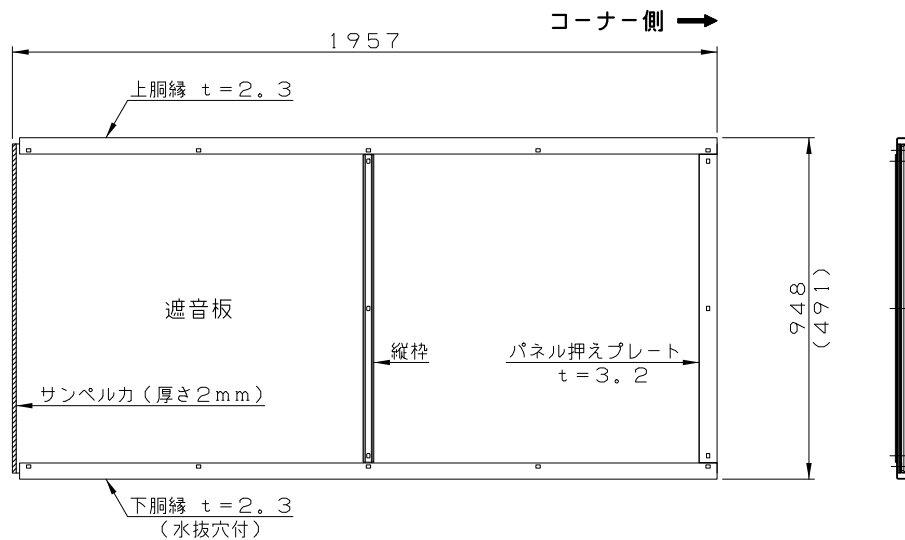 コーナー側
1957
上胴縁 t=2。3
遮音板
948
(491)
縦枠
パネル押えプレート
t=3。2
サンペルカ(厚さ2mm)
下胴縁 t=2。3
(水抜穴付)